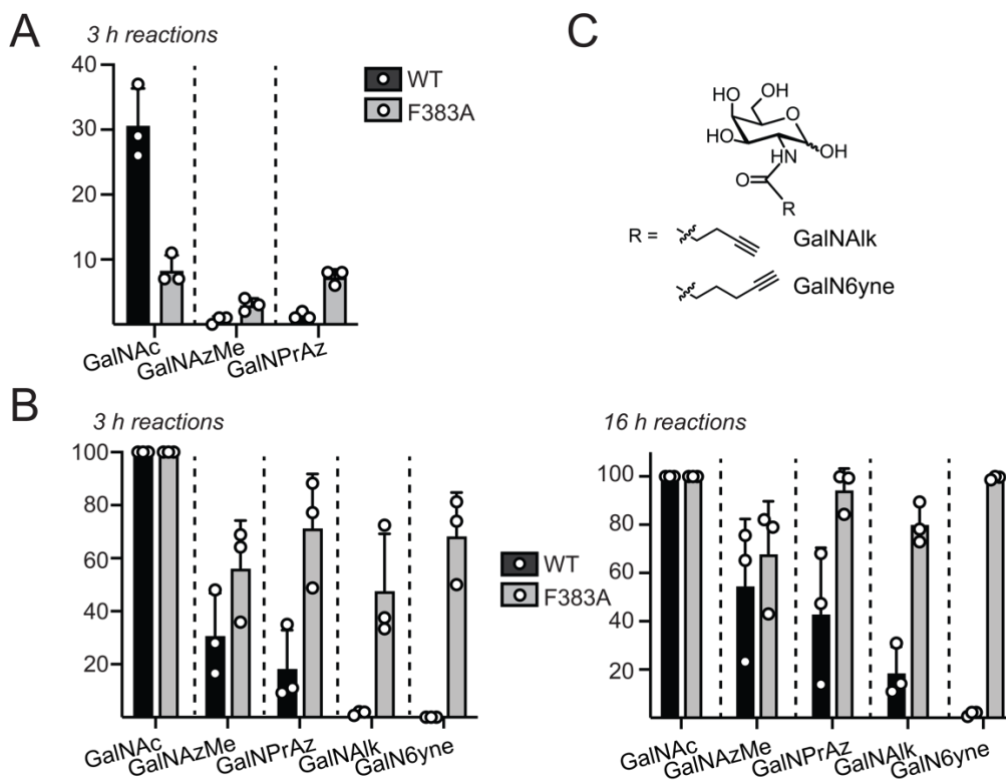 A
3 h reactions
40
30
20
10
WT
F383A
GalNAc
GalNAzMe
GalNPrAz
C
OH
HO
O
HO
HN
OH
O
R
R =
GalNAlk
GalN6yne
B
3 h reactions
100
80
60
40
20
GalNAc
GalNAzMe
GalNPrAz
GalNAlk
GalN6yne
WT
F383A
16 h reactions
100
80
60
40
20
GalNAc
GalNAzMe
GalNPrAz
GalNAlk
GalN6yne